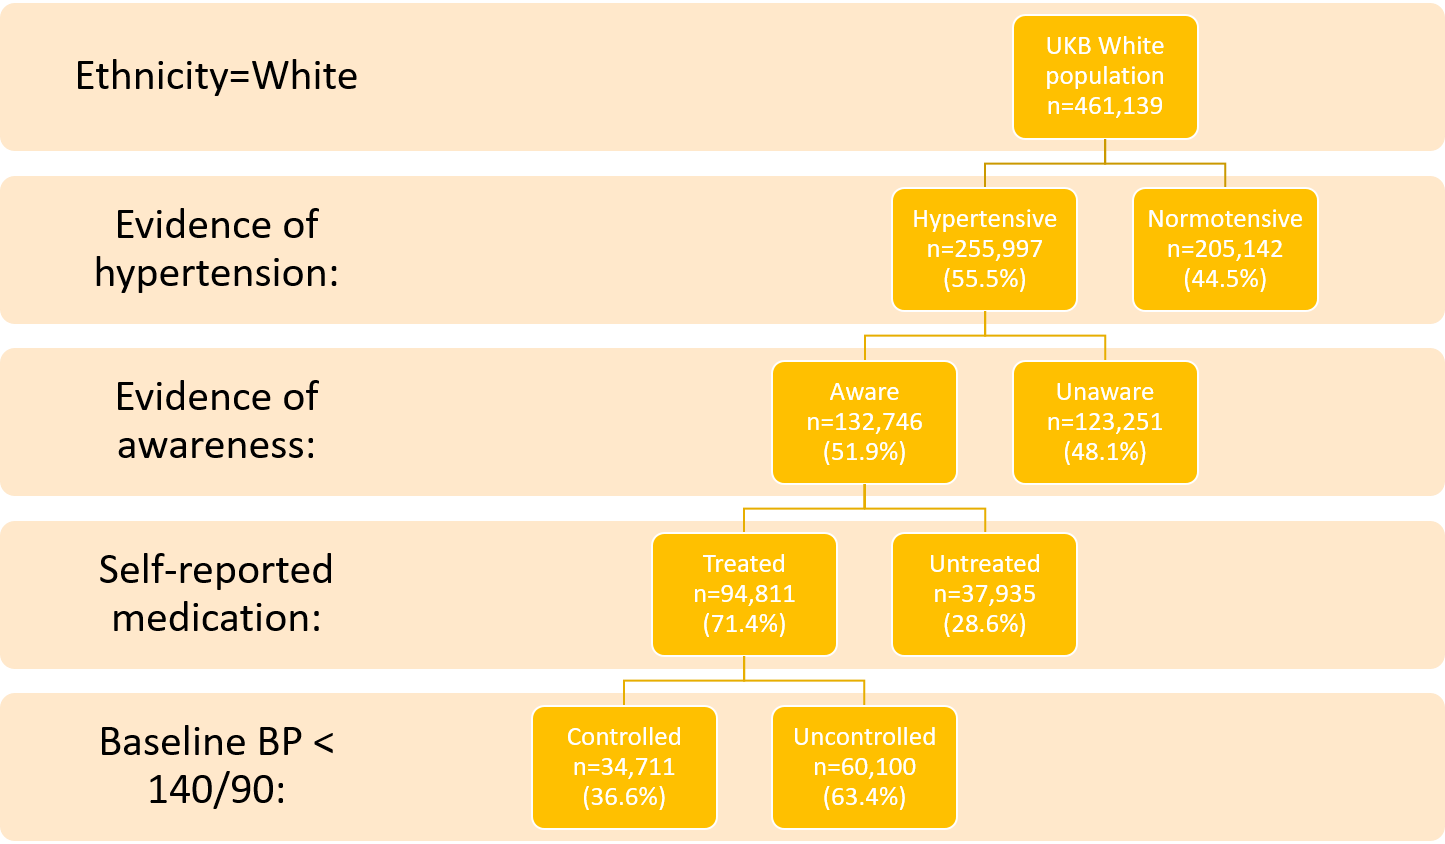 Ethnicity=White
UKB White
population
n=461,139
Evidence of
hypertension:
Hypertensive
n=255,997
(55.5%)
Normotensive
n=205,142
(44.5%)
Evidence of
awareness:
Aware
n=132,746
(51.9%)
Unaware
n=123,251
(48.1%)
Self-reported
medication:
Treated
n=94,811
(71.4%)
Untreated
n=37,935
(28.6%)
Baseline BP <
140/90:
Controlled
n=34,711
(36.6%)
Uncontrolled
n=60,100
(63.4%)